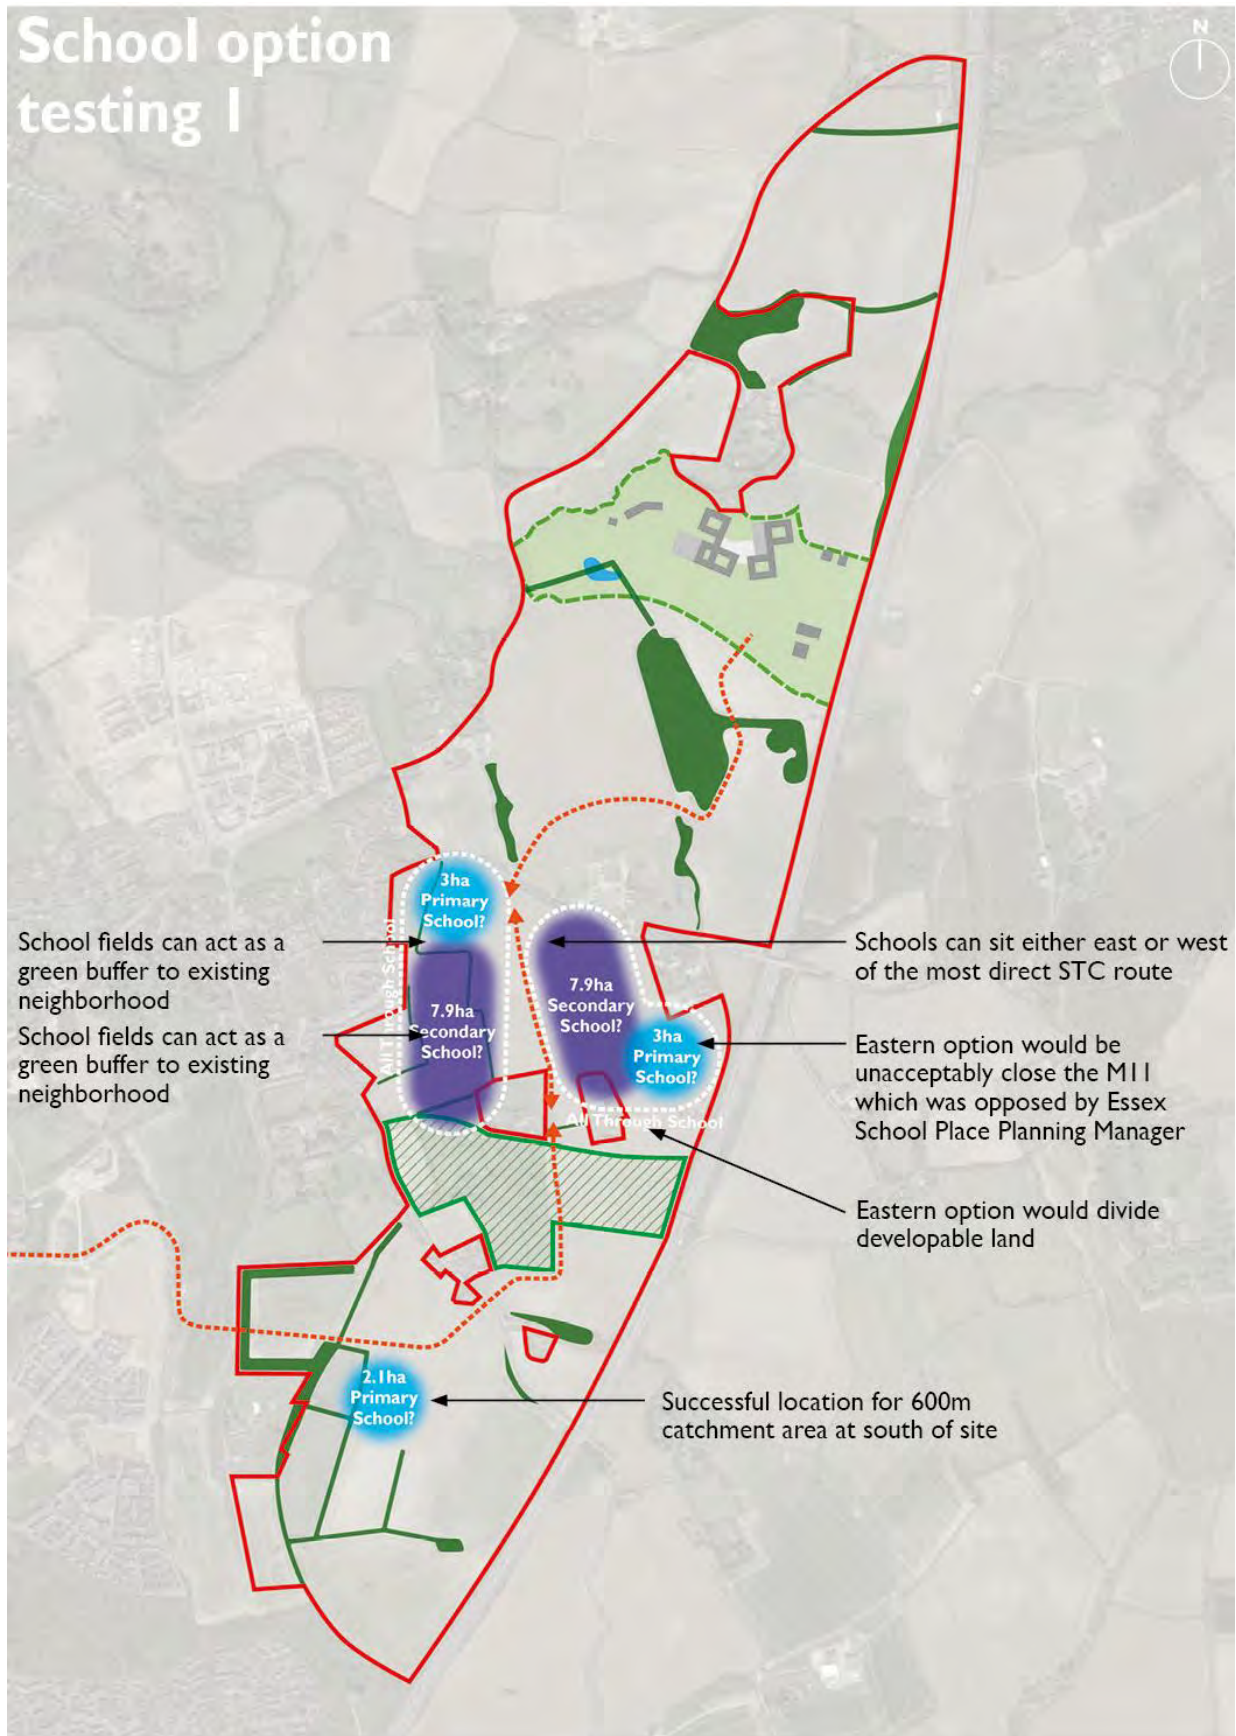 School option
testing 1
N
3ha
Primary
School?
All Through School
7.9ha
Secondary
School?
7.9ha
Secondary
School?
3ha
Primary
School?
All Through School
School fields can act as a
green buffer to existing
neighborhood
School fields can act as a
green buffer to existing
neighborhood
Schools can sit either east or west
of the most direct STC route
Eastern option would be
unacceptably close the M11
which was opposed by Essex
School Place Planning Manager
Eastern option would divide
developable land
2.1ha
Primary
School?
Successful location for 600m
catchment area at south of site